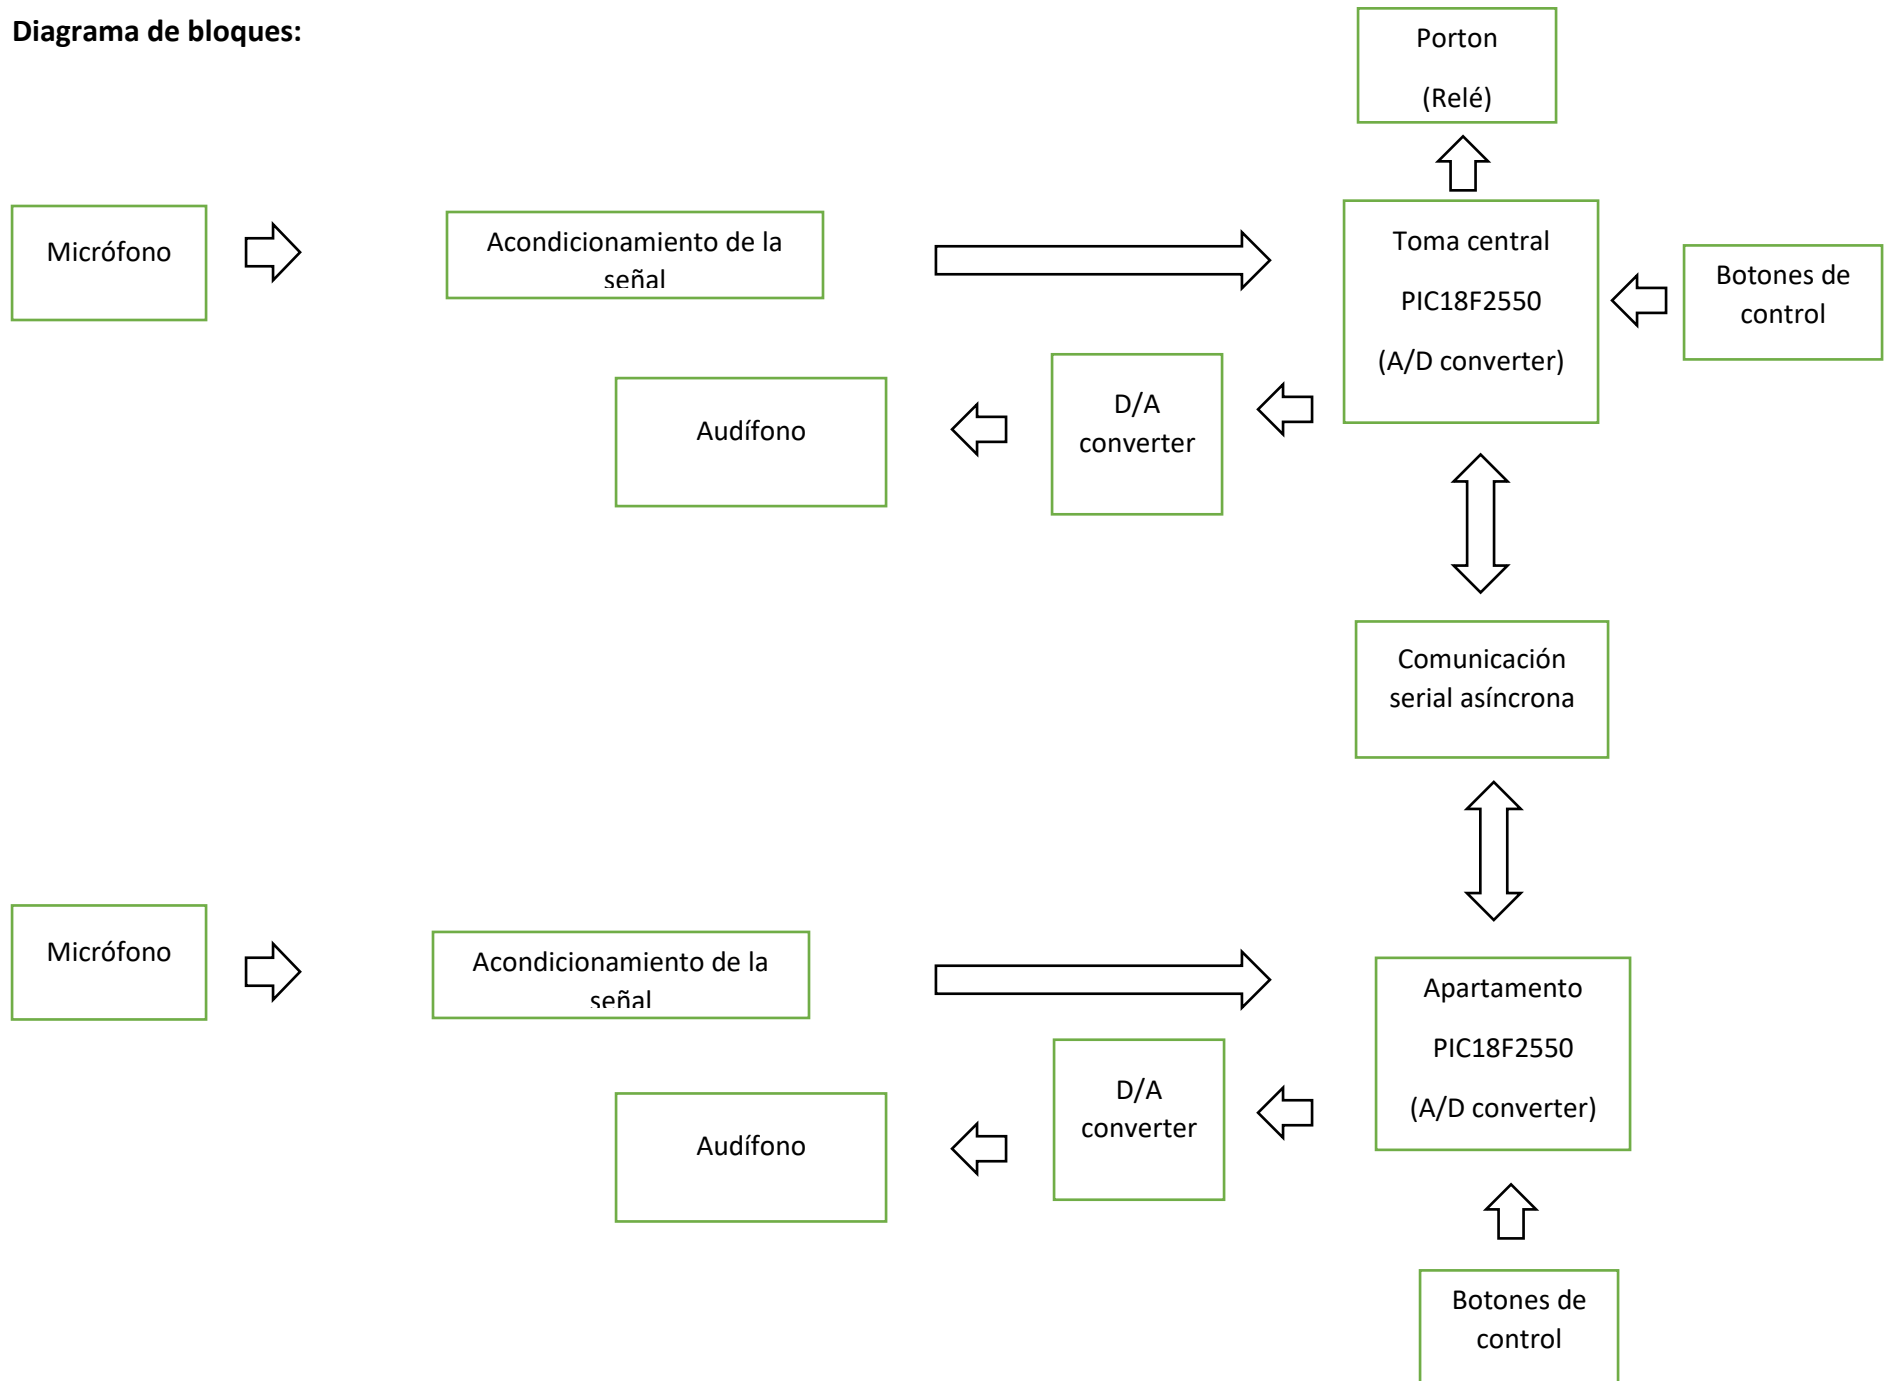 Diagrama de bloques:
Porton
(Relé)
Micrófono
Acondicionamiento de la
señal
Toma central
PIC18F2550
(A/D converter)
Botones de
control
Audífono
D/A
converter
Comunicación
serial asíncrona
Micrófono
Acondicionamiento de la
señal
Apartamento
PIC18F2550
(A/D converter)
Audífono
D/A
converter
Botones de
control